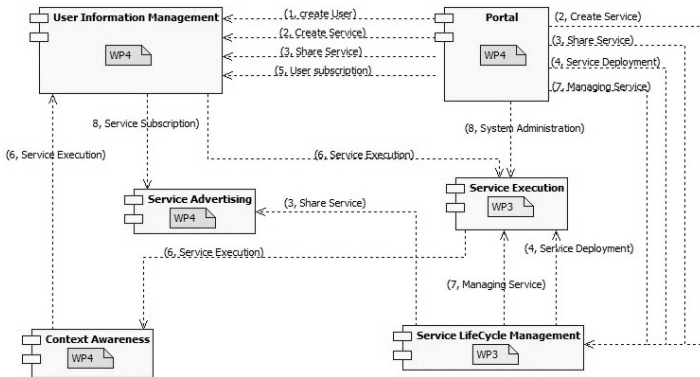 User Information Management
WP4
(1, create User)
(2, Create Service)
(3, Share Service)
(5, User subscription)
Portal
WP4
(2, Create Service)
(3, Share Service)
(4, Service Deployment)
(7, Managing Service)
8, Service Subscription)
(8, System Administration)
(6, Service Execution)
(6, Service Execution)
Service Advertising
WP4
(3, Share Service)
Service Execution
WP3
(6, Service Execution)
(4, Service Deployment)
(7, Managing Service)
Context Awareness
WP4
Service LifeCycle Management
WP3